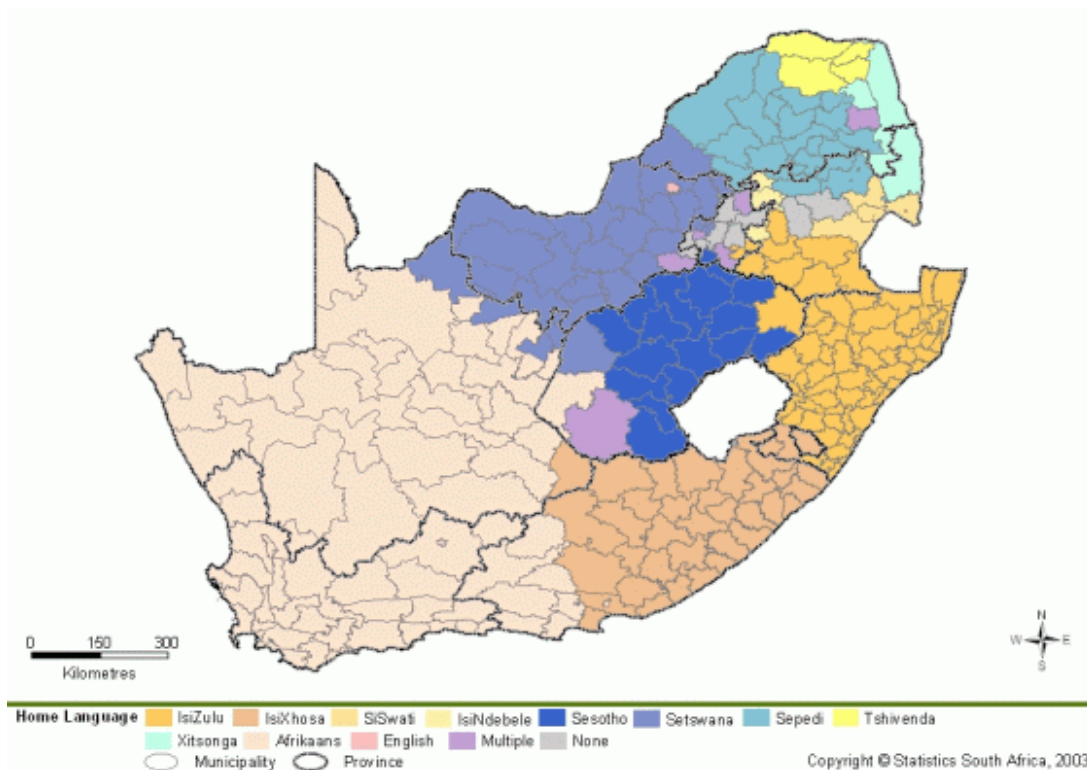 N
W E
S
0 150 300
Kilometres
Home Language IsiZulu IsiXhosa SiSwati IsiNdebele Sesotho Setswana Sepedi Tshivenda
Xitsonga Afrikaans English Multiple None
Municipality Province Copyright © Statistics South Africa, 2003